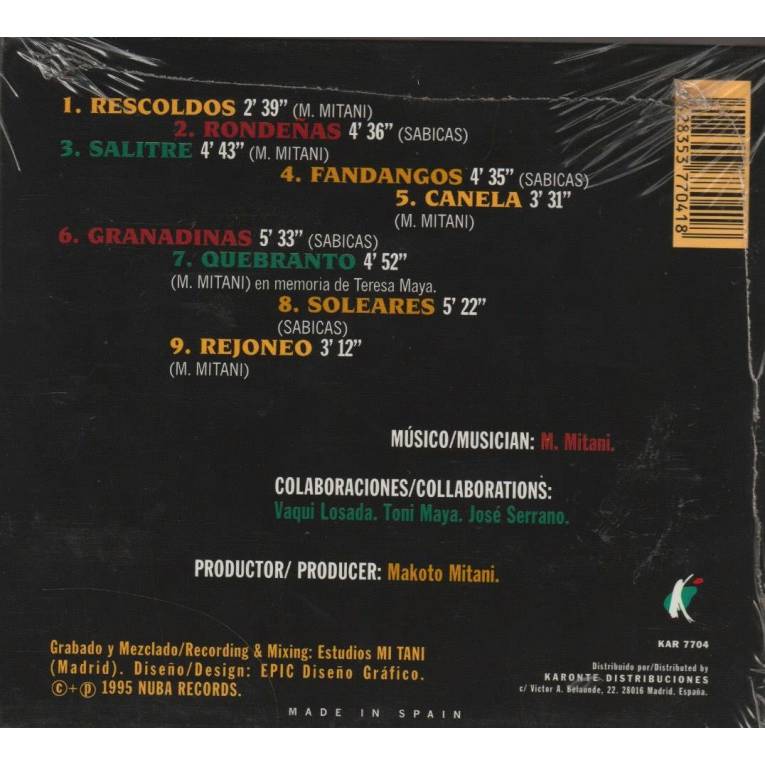 1. RESCOLDOS 2' 39" (M. MITANI)
2. RONDEÑAS 4' 36" (SABICAS)
3. SALITRE 4' 43" (M. MITANI)
4. FANDANGOS 4' 35" (SABICAS)
5. CANELA 3' 31"
(M. MITANI)
6. GRANADINAS 5' 33" (SABICAS)
7. QUEBRANTO 4' 52"
(M. MITANI) en memoria de Teresa Maya.
8. SOLEARES 5' 22"
(SABICAS)
9. REJONEO 3' 12"
(M. MITANI)
28353 770418
MÚSICO/MUSICIAN: M. Mitani.
COLABORACIONES/COLLABORATIONS:
Vaqui Losada. Toni Maya. José Serrano.
PRODUCTOR/ PRODUCER: Makoto Mitani.
KAR 7704
Grabado y Mezclado/Recording & Mixing: Estudios MI TANI
(Madrid). Diseño/Design: EPIC Diseño Gráfico.
©+℗ 1995 NUBA RECORDS.
Distribuido por/Distributed by
KARONTE DISTRIBUCIONES
c/ Víctor A. Belaunde, 22. 28016 Madrid. España.
MADE IN SPAIN